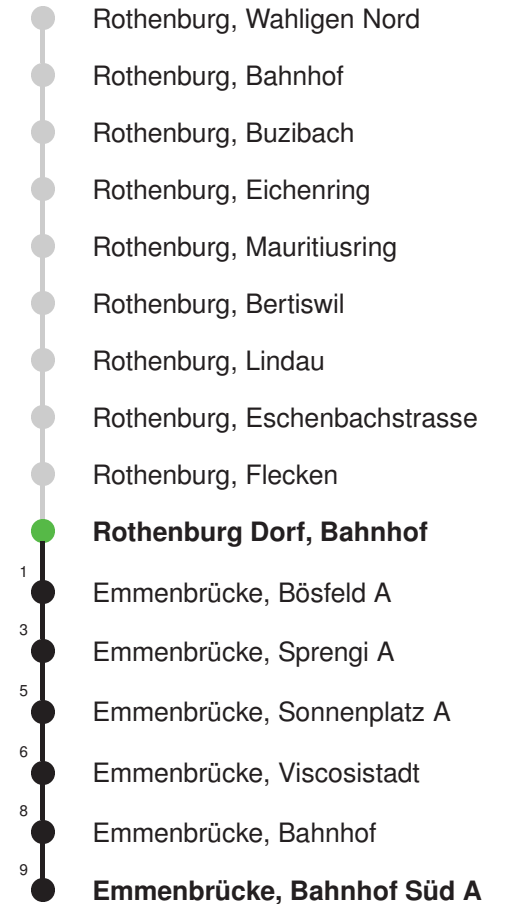 Rothenburg, Wahligen Nord
Rothenburg, Bahnhof
Rothenburg, Buzibach
Rothenburg, Eichenring
Rothenburg, Mauritiusring
Rothenburg, Bertiswil
Rothenburg, Lindau
Rothenburg, Eschenbachstrasse
Rothenburg, Flecken
Rothenburg Dorf, Bahnhof
1 Emmenbrücke, Bösfeld A
3 Emmenbrücke, Sprengi A
5 Emmenbrücke, Sonnenplatz A
6 Emmenbrücke, Viscosistadt
8 Emmenbrücke, Bahnhof
9 Emmenbrücke, Bahnhof Süd A